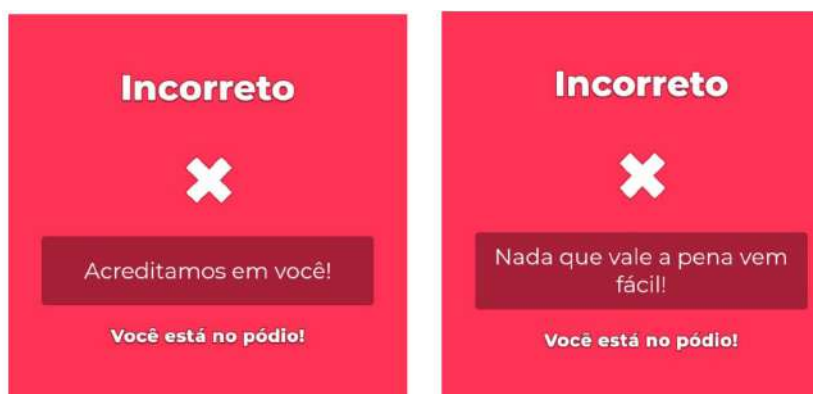 Incorreto
Acreditamos em você!
Você está no pódio!
Incorreto
Nada que vale a pena vem
fácil!
Você está no pódio!